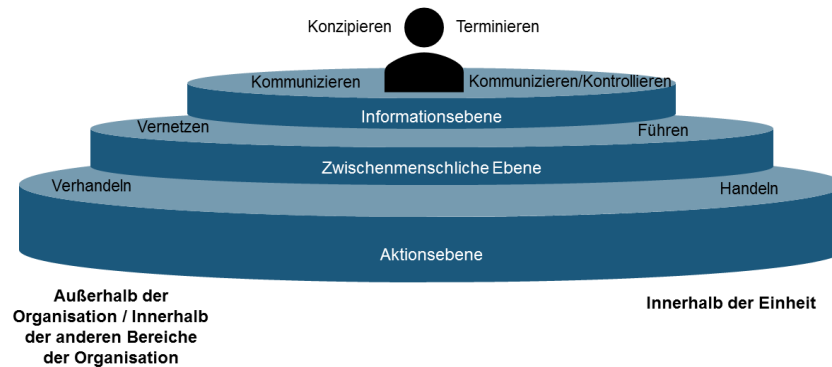 Konzipieren Terminieren
Kommunizieren Kommunizieren/Kontrollieren
Informationsebene
Vernetzen Führen
Zwischenmenschliche Ebene
Verhandeln Handeln
Aktionsebene
Außerhalb der
Organisation / Innerhalb
der anderen Bereiche
der Organisation
Innerhalb der Einheit